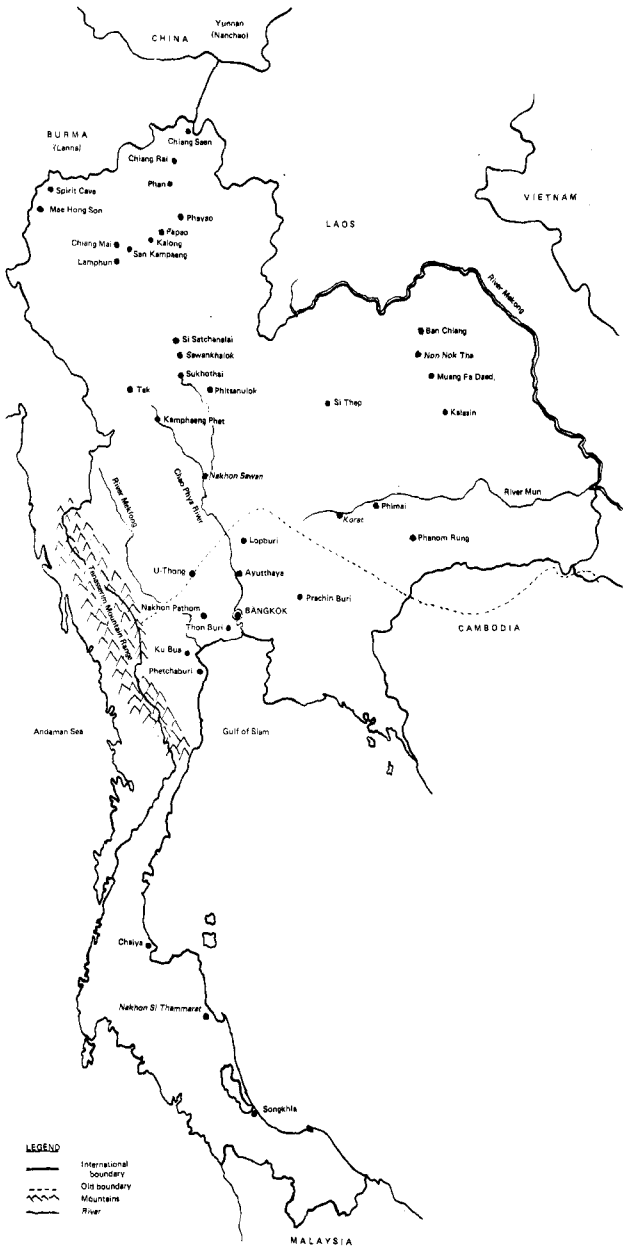 Yunnan
(Nanchao)
CHINA
BURMA
(Lanna)
Chiang Saen
Chiang Rai
Phan
Spirit Cave
Mae Hong Son
VIETNAM
Phayao
LAOS
Papao
Kalong
Chiang Mai
San Kampaeng
Lamphun
River Mekong
Ban Chiang
Si Satchanalai
Sawankhalok
Non Nok Tha
Sukhothai
Muang Fa Daed,
Tak
Phitsanulok
Si Thep
Kalasin
Kamphaeng Phet
Nakhon Sawan
River Meklong
Chao Phya River
River Mun
Phimai
Korat
Lopburi
Phanom Rung
U-Thong
Ayutthaya
Prachin Buri
Tenasserim Mountain Range
Nakhon Pathom
BANGKOK
Thon Buri
CAMBODIA
Ku Bua
Phetchaburi
Andaman Sea
Gulf of Siam
Chaiya
Nakhon Si Thammarat
Songkhla
LEGEND
International
boundary
Old boundary
Mountains
River
MALAYSIA